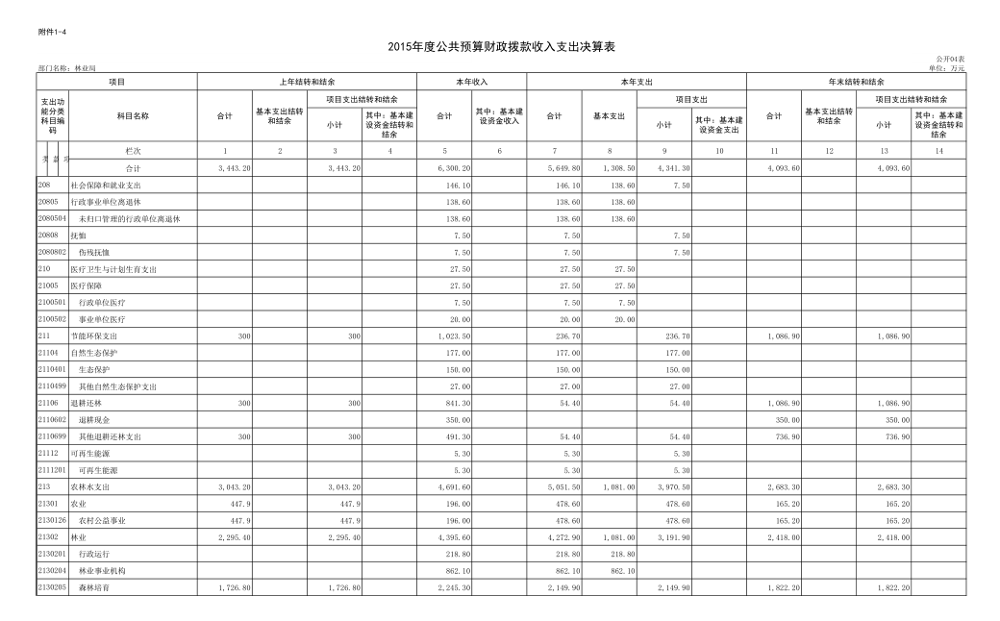 附件1-4
2015年度公共预算财政拨款收入支出决算表
公开04表
部门名称：林业局 单位：万元
项目 上年结转和结余 本年收入 本年支出 年末结转和结余
支出功能分类科目编码 科目名称 合计 基本支出结转和结余 项目支出结转和结余 合计 其中：基本建设资金收入 合计 基本支出 项目支出 合计 基本支出结转和结余 项目支出结转和结余
小计 其中：基本建设资金结转和结余 小计 其中：基本建设资金支出 小计 其中：基本建设资金结转和结余
类 款 项 栏次 1 2 3 4 5 6 7 8 9 10 11 12 13 14
合计 3,443.20 3,443.20 6,300.20 5,649.80 1,308.50 4,341.30 4,093.60 4,093.60
208 社会保障和就业支出 146.10 146.10 138.60 7.50
20805 行政事业单位离退休 138.60 138.60 138.60
2080504 未归口管理的行政单位离退休 138.60 138.60 138.60
20808 抚恤 7.50 7.50 7.50
2080802 伤残抚恤 7.50 7.50 7.50
210 医疗卫生与计划生育支出 27.50 27.50 27.50
21005 医疗保障 27.50 27.50 27.50
2100501 行政单位医疗 7.50 7.50 7.50
2100502 事业单位医疗 20.00 20.00 20.00
211 节能环保支出 300 300 1,023.50 236.70 236.70 1,086.90 1,086.90
21104 自然生态保护 177.00 177.00 177.00
2110401 生态保护 150.00 150.00 150.00
2110499 其他自然生态保护支出 27.00 27.00 27.00
21106 退耕还林 300 300 841.30 54.40 54.40 1,086.90 1,086.90
2110602 退耕现金 350.00 350.00 350.00
2110699 其他退耕还林支出 300 300 491.30 54.40 54.40 736.90 736.90
21112 可再生能源 5.30 5.30 5.30
2111201 可再生能源 5.30 5.30 5.30
213 农林水支出 3,043.20 3,043.20 4,691.60 5,051.50 1,081.00 3,970.50 2,683.30 2,683.30
21301 农业 447.9 447.9 196.00 478.60 478.60 165.20 165.20
2130126 农村公益事业 447.9 447.9 196.00 478.60 478.60 165.20 165.20
21302 林业 2,295.40 2,295.40 4,395.60 4,272.90 1,081.00 3,191.90 2,418.00 2,418.00
2130201 行政运行 218.80 218.80 218.80
2130204 林业事业机构 862.10 862.10 862.10
2130205 森林培育 1,726.80 1,726.80 2,245.30 2,149.90 2,149.90 1,822.20 1,822.20